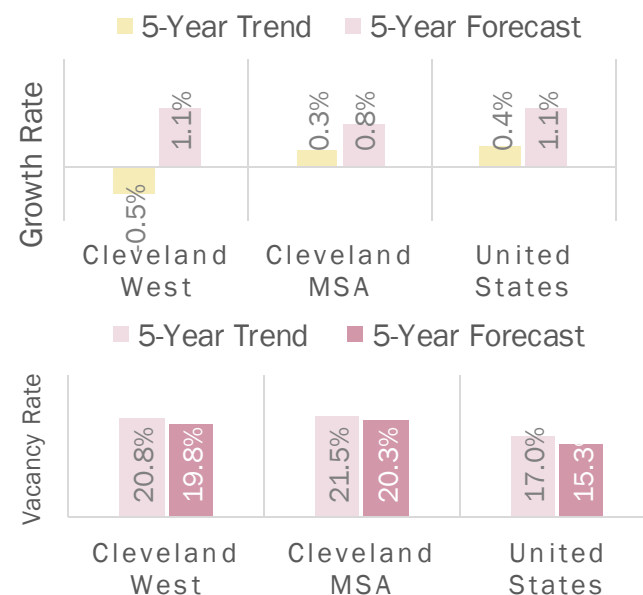 5-Year Trend 5-Year Forecast
Growth Rate
-0.5% 1.1% 0.3% 0.8% 0.4% 1.1%
Cleveland West
Cleveland MSA
United States
5-Year Trend 5-Year Forecast
Vacancy Rate
20.8% 19.8% 21.5% 20.3% 17.0% 15.3%
Cleveland West
Cleveland MSA
United States